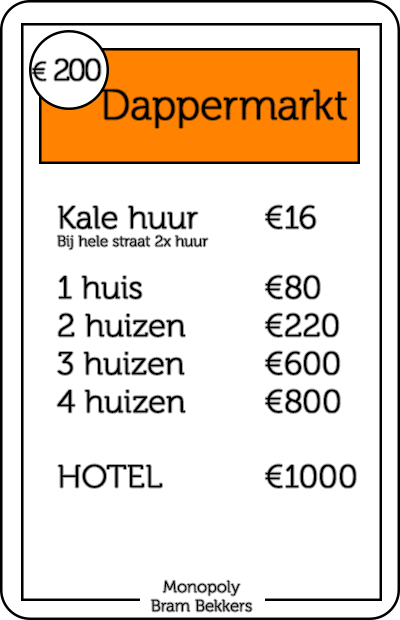 € 200
Dappermarkt
Kale huur €16
Bij hele straat 2x huur
1 huis €80
2 huizen €220
3 huizen €600
4 huizen €800
HOTEL €1000
Monopoly
Bram Bekkers